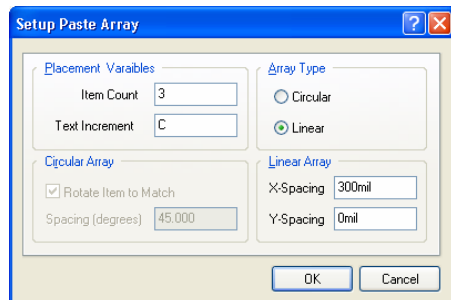 Setup Paste Array
Placement Varaibles
Item Count 3
Text Increment C
Array Type
Circular
Linear
Circular Array
Rotate Item to Match
Spacing (degrees) 45.000
Linear Array
X-Spacing 300mil
Y-Spacing 0mil
OK Cancel